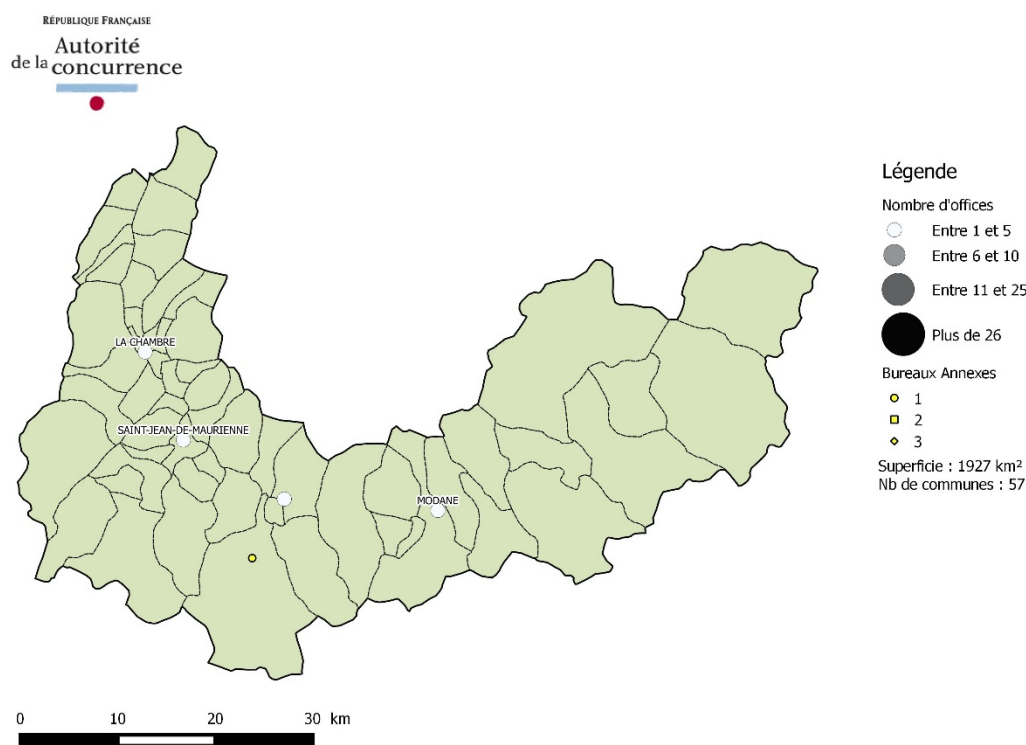 RÉPUBLIQUE FRANÇAISE
Autorité
de la concurrence
LA CHAMBRE
SAINT-JEAN-DE-MAURIENNE
MODANE
Légende
Nombre d'offices
Entre 1 et 5
Entre 6 et 10
Entre 11 et 25
Plus de 26
Bureaux Annexes
1
2
3
Superficie : 1927 km²
Nb de communes : 57
0 10 20 30 km